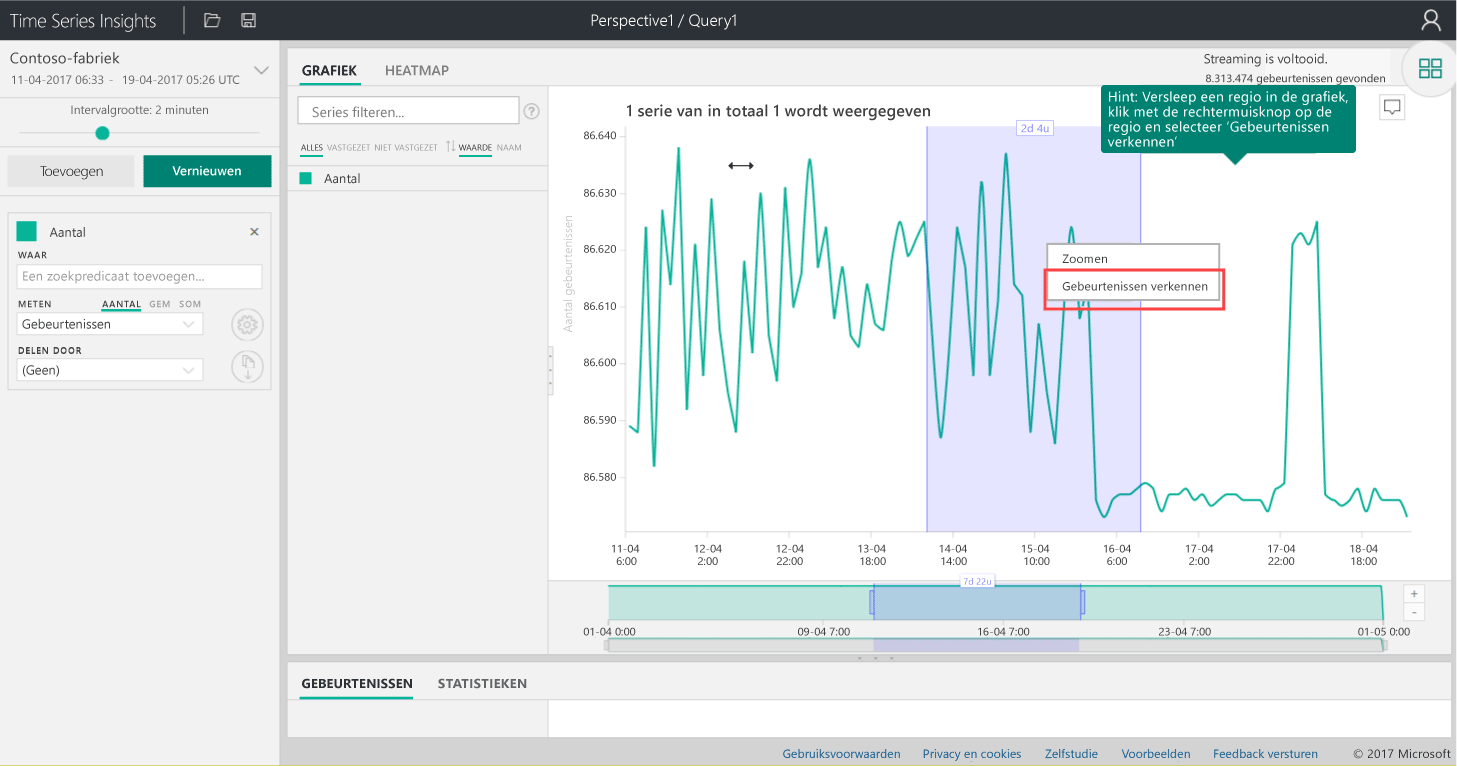 Time Series Insights
Perspective1 / Query1
Contoso-fabriek
11-04-2017 06:33 - 19-04-2017 05:26 UTC
Intervalgrootte: 2 minuten
Toevoegen
Vernieuwen
Aantal
×
WAAR
Een zoekpredicaat toevoegen...
METEN
AANTAL GEM SOM
Gebeurtenissen
DELEN DOOR
(Geen)
GRAFIEK
HEATMAP
Streaming is voltooid.
8.313.474 gebeurtenissen gevonden
Series filteren...
?
ALLES VASTGEZET NIET VASTGEZET WAARDE NAAM
Aantal
1 serie van in totaal 1 wordt weergegeven
Hint: Versleep een regio in de grafiek,
klik met de rechtermuisknop op de
regio en selecteer ‘Gebeurtenissen
verkennen’
2d 4u
Aantal gebeurtenissen
86.640
86.630
86.620
86.610
86.600
86.590
86.580
Zoomen
Gebeurtenissen verkennen
11-04 12-04 12-04 13-04 14-04 15-04 16-04 17-04 17-04 18-04
6:00 2:00 22:00 18:00 14:00 10:00 6:00 2:00 22:00 18:00
7d 22u
+
-
01-04 0:00 09-04 7:00 16-04 7:00 23-04 7:00 01-05 0:00
GEBEURTENISSEN
STATISTIEKEN
Gebruiksvoorwaarden Privacy en cookies Zelfstudie Voorbeelden Feedback versturen © 2017 Microsoft